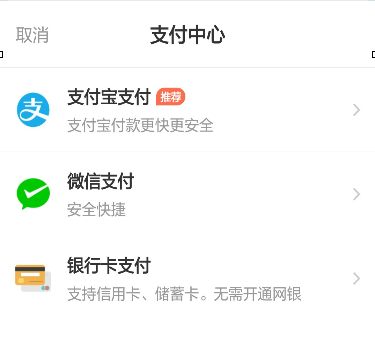 取消 支付中心
支付宝支付 推荐
支付宝付款更快更安全
微信支付
安全快捷
银行卡支付
支持信用卡、储蓄卡。无需开通网银